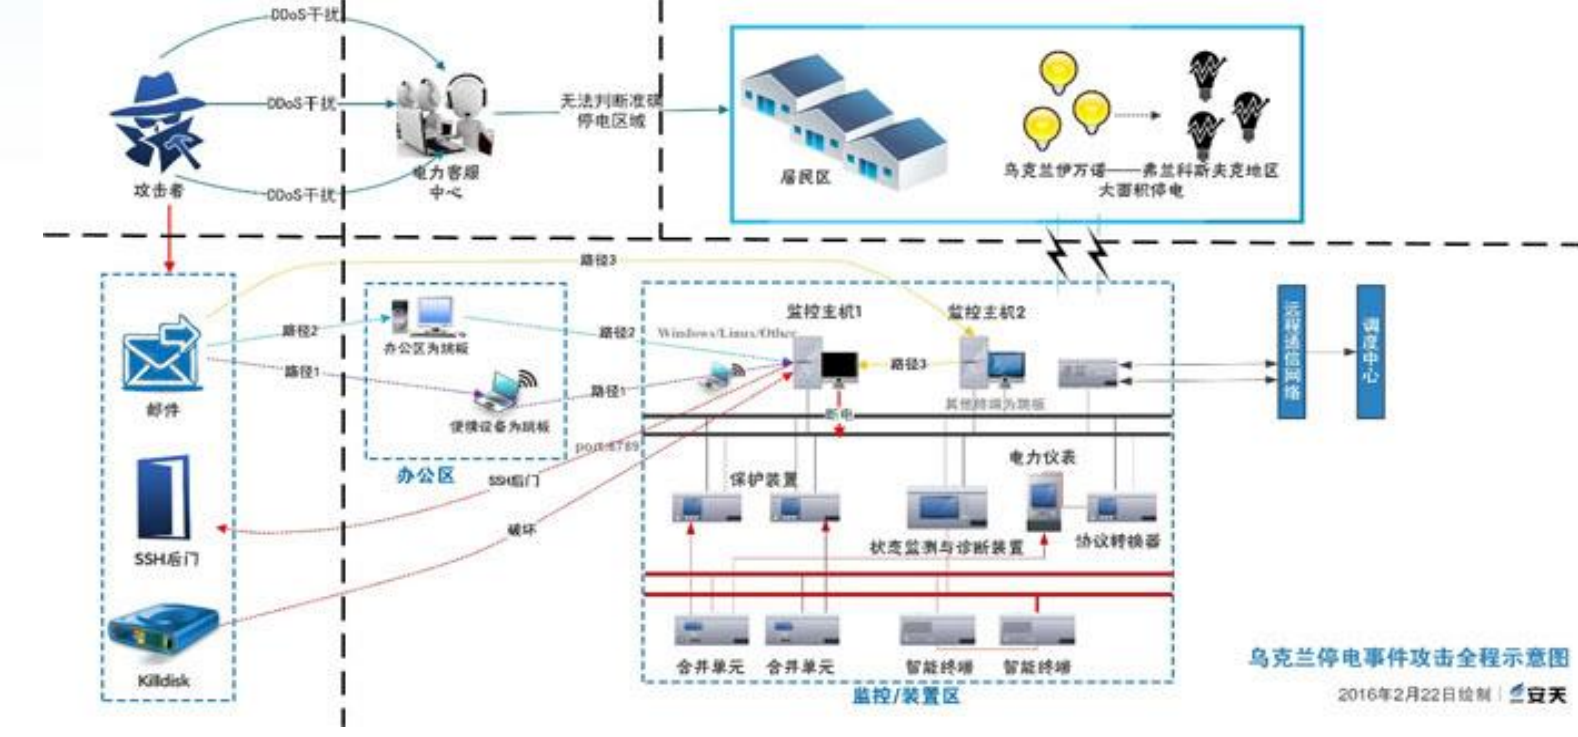 DDoS干扰
DDoS干扰
DDoS干扰
攻击者
电力客服
中心
无法判断准确
停电区域
居民区
乌克兰伊万诺——弗兰科斯夫克地区
大面积停电
路径3
路径2
办公区为跳板
路径2
路径1
便携设备为跳板
路径1
办公区
邮件
SSH后门
Killdisk
port:6789
SSH后门
破坏
Windows/Linux/Other
监控主机1
监控主机2
路径3
其他终端为跳板
断电
保护装置
电力仪表
状态监测与诊断装置
协议转换器
合并单元
合并单元
智能终端
智能终端
监控/装置区
远程通信网络
调度中心
乌克兰停电事件攻击全程示意图
2016年2月22日绘制
安天